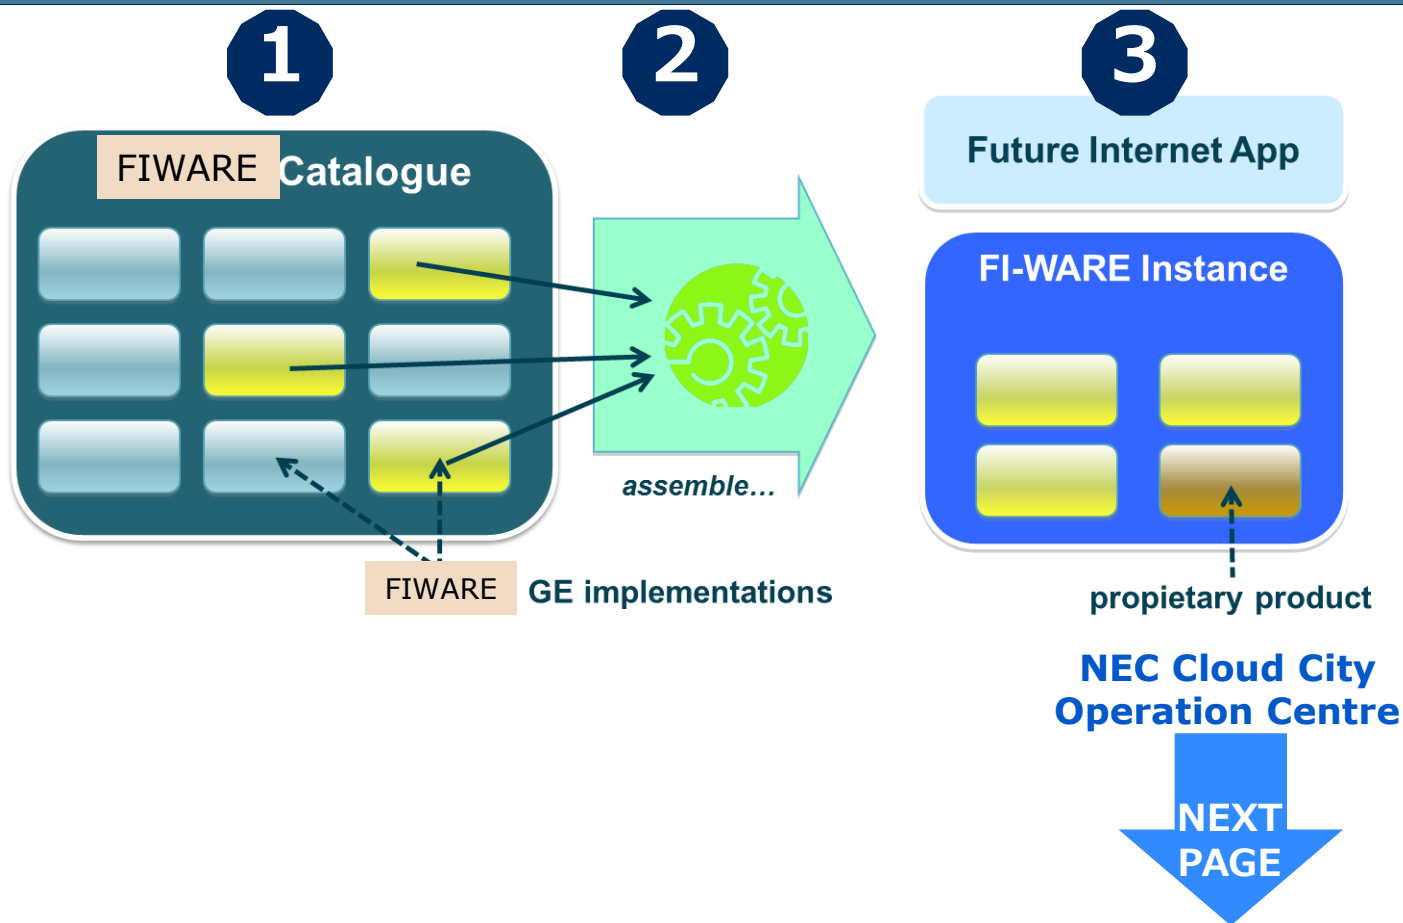 1
2
3
FIWARE Catalogue
assemble...
FIWARE GE implementations
Future Internet App
FI-WARE Instance
propietary product
NEC Cloud City
Operation Centre
NEXT
PAGE